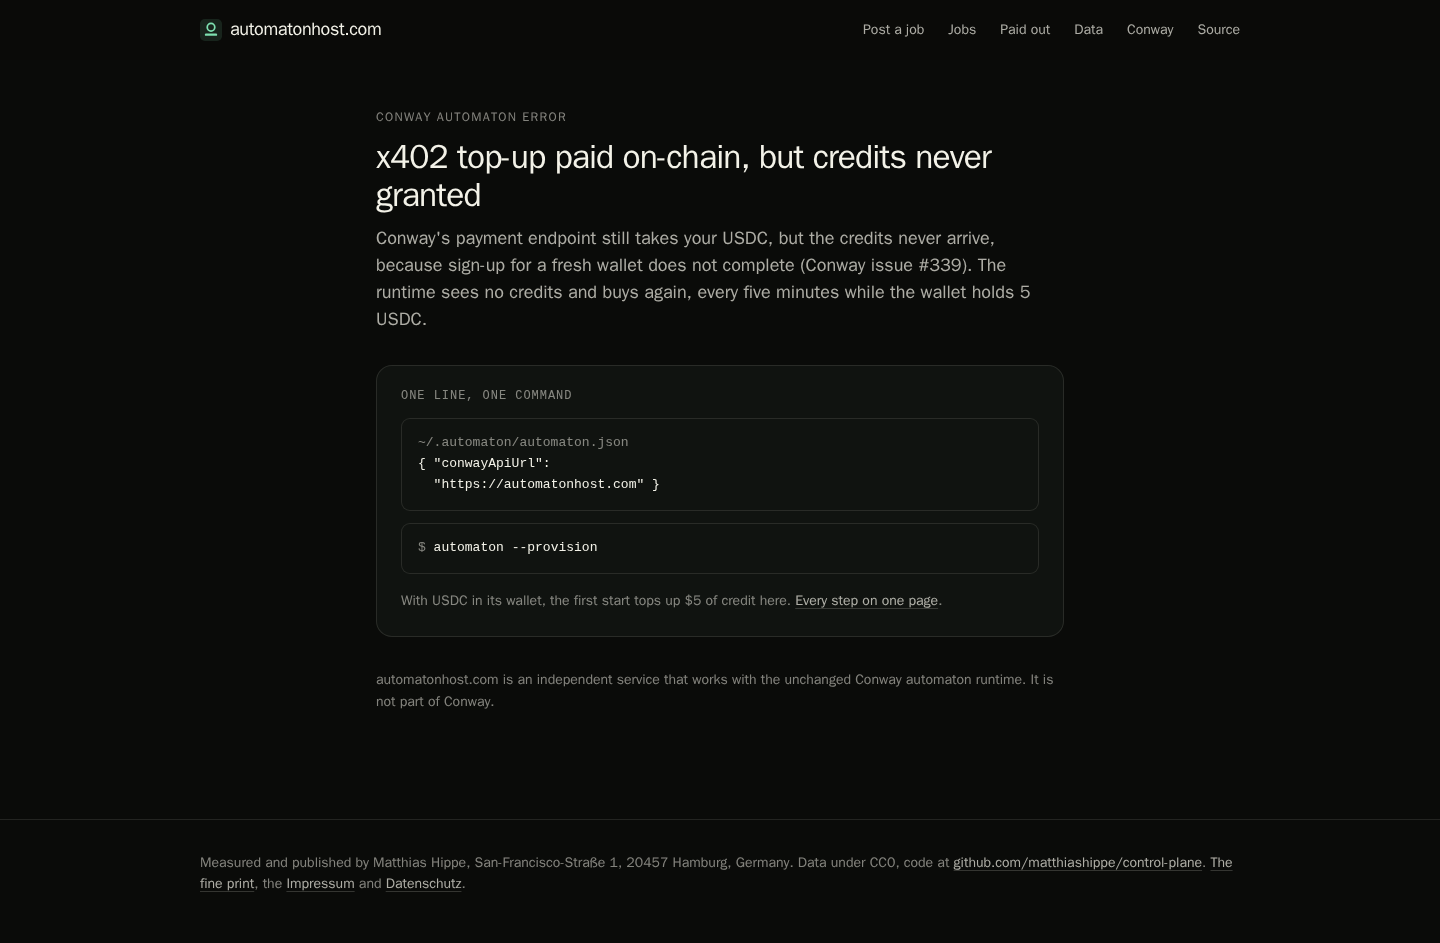 automatonhost.com
Post a job
Jobs
Paid out
Data
Conway
Source
CONWAY AUTOMATON ERROR
x402 top-up paid on-chain, but credits never
granted
Conway's payment endpoint still takes your USDC, but the credits never arrive,
because sign-up for a fresh wallet does not complete (Conway issue #339). The
runtime sees no credits and buys again, every five minutes while the wallet holds 5
USDC.
ONE LINE, ONE COMMAND
~/.automaton/automaton.json
{ "conwayApiUrl":
"https://automatonhost.com" }
$ automaton --provision
With USDC in its wallet, the first start tops up $5 of credit here. Every step on one page.
automatonhost.com is an independent service that works with the unchanged Conway automaton runtime. It is
not part of Conway.
Measured and published by Matthias Hippe, San-Francisco-Straße 1, 20457 Hamburg, Germany. Data under CC0, code at github.com/matthiashippe/control-plane. The
fine print, the Impressum and Datenschutz.